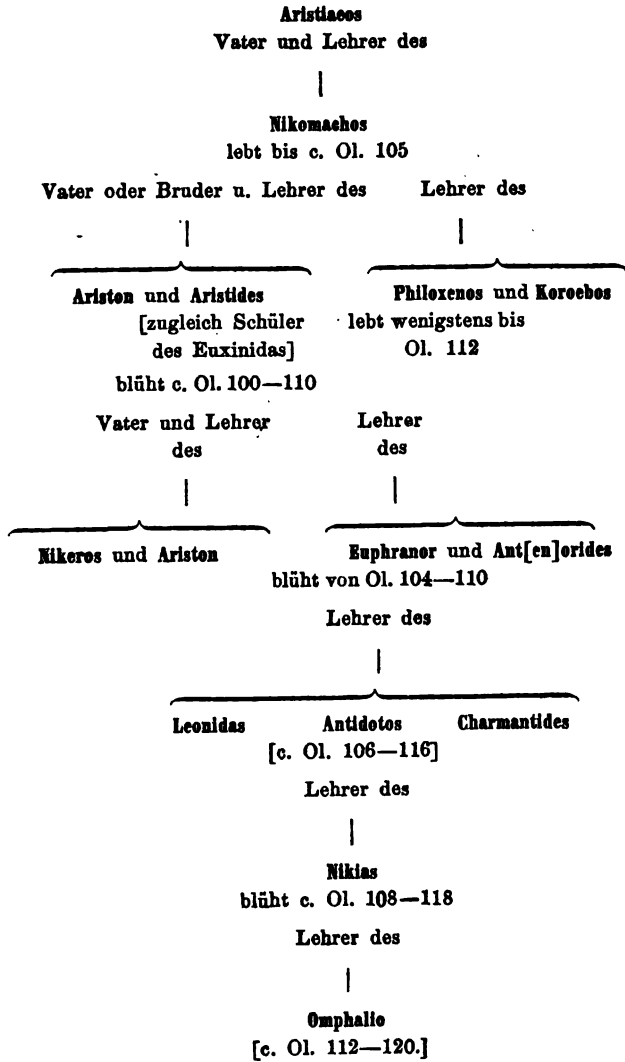 Aristiaeos
Vater und Lehrer des
Nikomachos
lebt bis c. Ol. 105
Vater oder Bruder u. Lehrer des Lehrer des
Ariston und Aristides Philoxenos und Koroebos
[zugleich Schüler lebt wenigstens bis
des Euxinidas] Ol. 112
blüht c. Ol. 100—110
Vater und Lehrer Lehrer
des des
Nikeros und Ariston Euphranor und Ant[en]orides
blüht von Ol. 104—110
Lehrer des
Leonidas Antidotos Charmantides
[c. Ol. 106—116]
Lehrer des
Nikias
blüht c. Ol. 108—118
Lehrer des
Omphalio
[c. Ol. 112—120.]